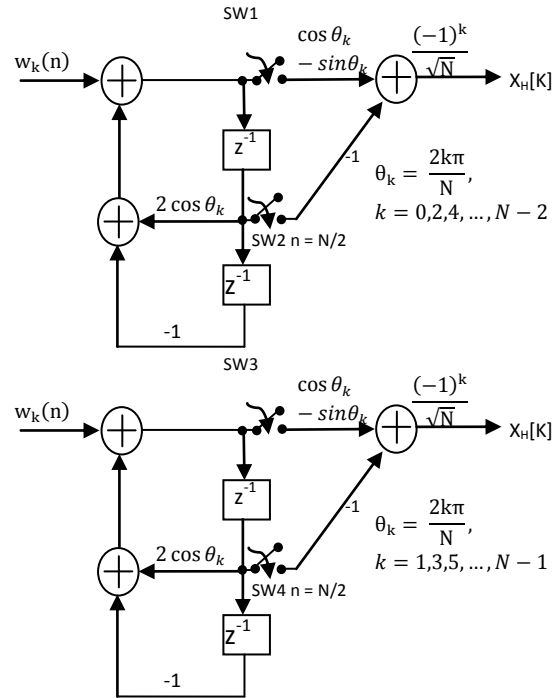 SW1
w_k(n)
cos θ_k
− sinθ_k
(-1)^k
√N
X_H[K]
z^-1
-1
2 cos θ_k
SW2 n = N/2
θ_k = 2kπ/N,
k = 0,2,4, ..., N − 2
z^-1
-1
SW3
w_k(n)
cos θ_k
− sinθ_k
(-1)^k
√N
X_H[K]
z^-1
-1
2 cos θ_k
SW4 n = N/2
θ_k = 2kπ/N,
k = 1,3,5, ..., N − 1
z^-1
-1